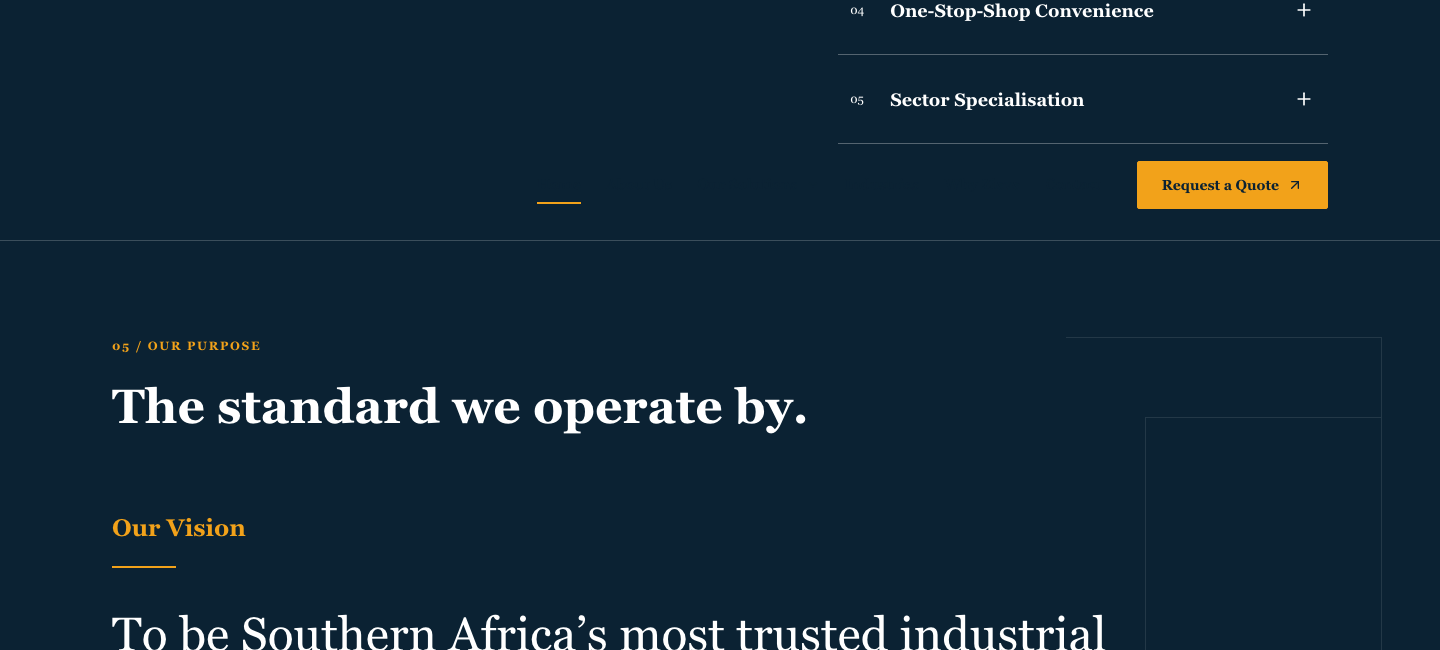 04 One-Stop-Shop Convenience +
05 Sector Specialisation +
Request a Quote
05 / OUR PURPOSE
The standard we operate by.
Our Vision
To be Southern Africa’s most trusted industrial